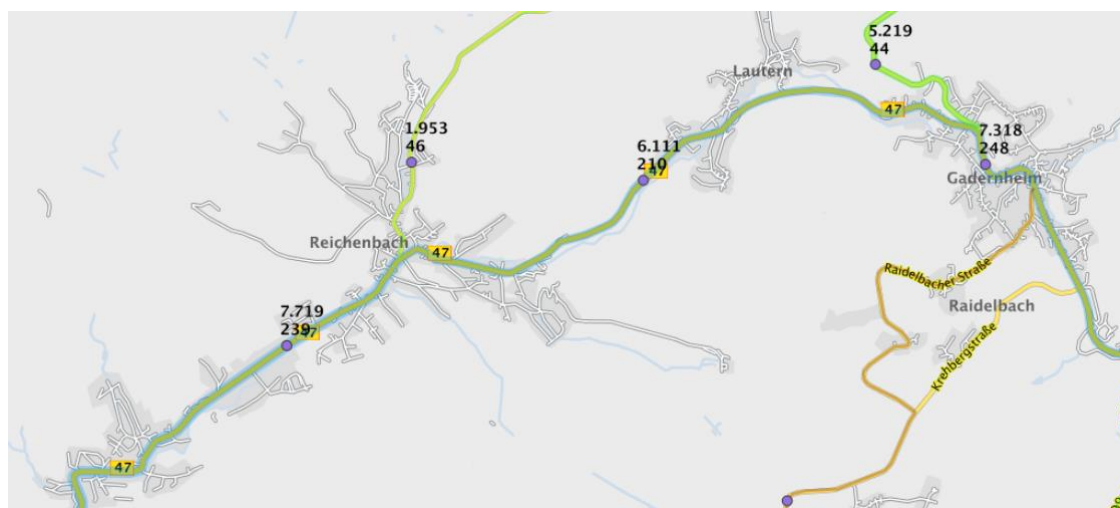 5.219
44
Lautern
47
1.953
46
6.111
210
47
7.318
248
Gadernheim
Reichenbach
47
Raidelbacher Straße
7.719
239
47
Raidelbach
Krehbergstraße
47